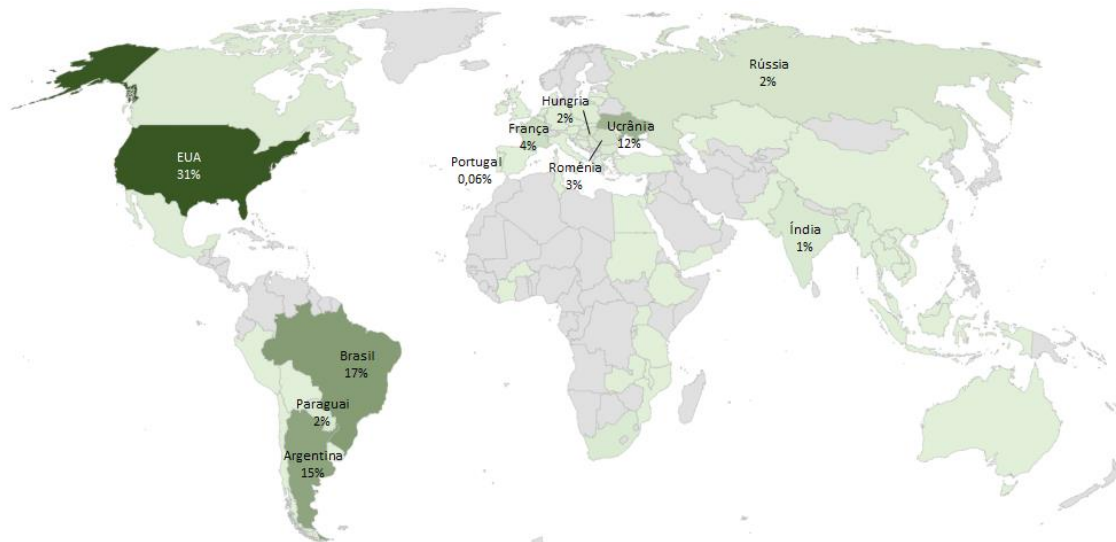 Rússia
2%
Hungria
2%
França
4%
Ucrânia
12%
EUA
31%
Portugal
0,06%
Roménia
3%
Índia
1%
Brasil
17%
Paraguai
2%
Argentina
15%